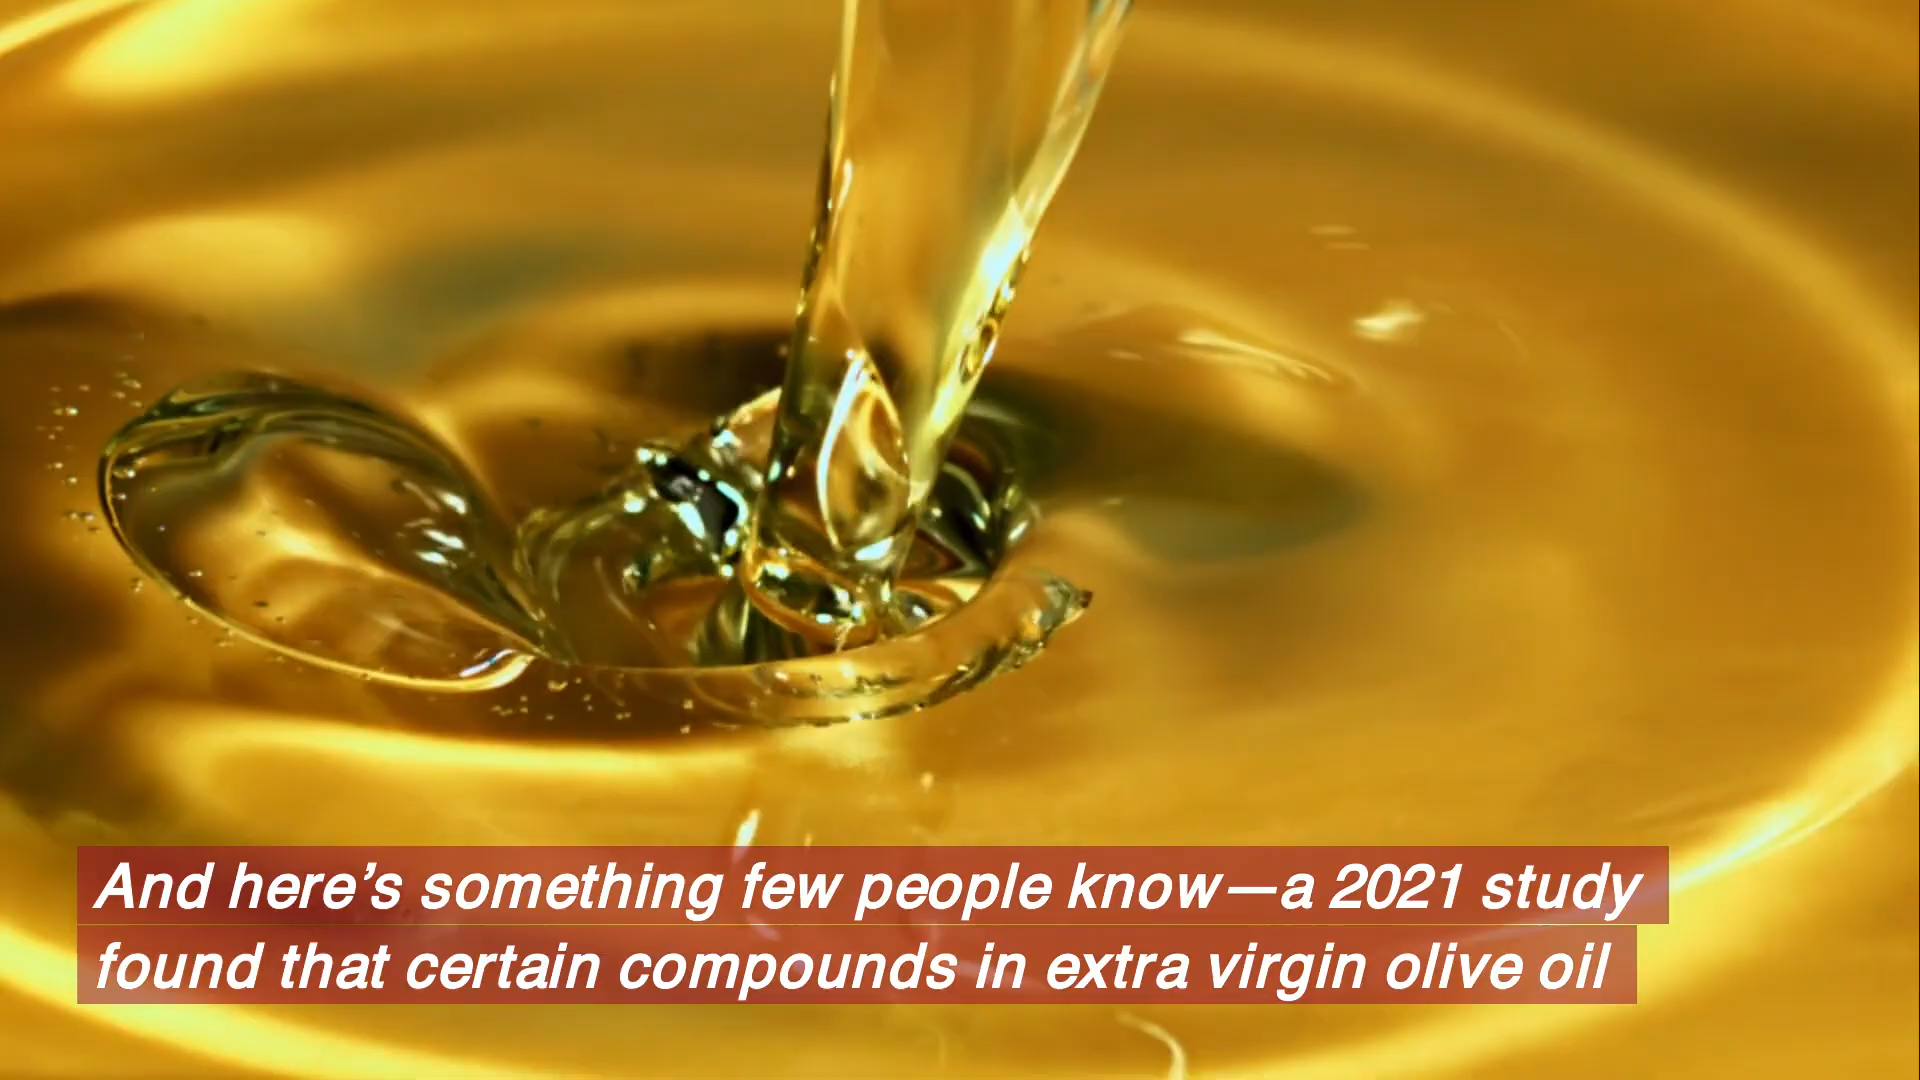 And here’s something few people know—a 2021 study
found that certain compounds in extra virgin olive oil